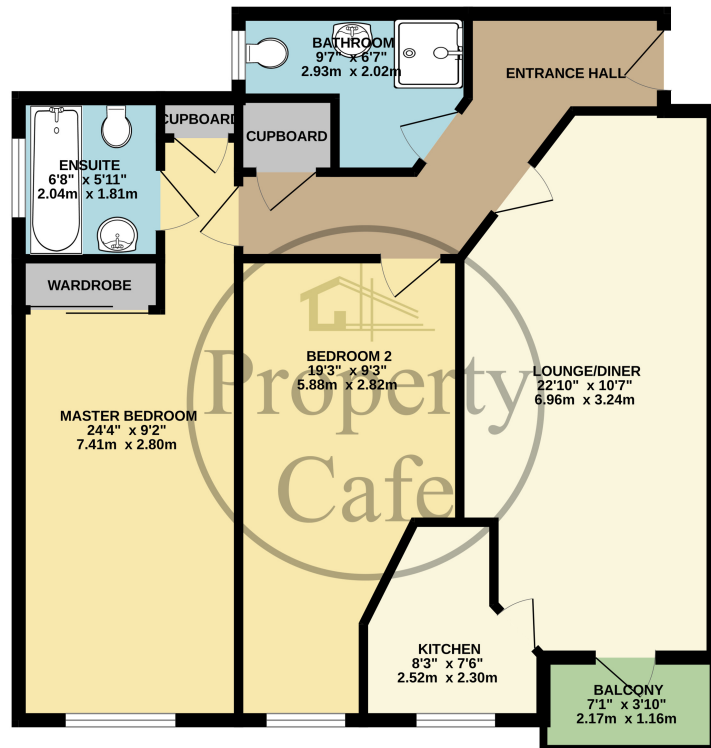 BATHROOM
9'7" x 6'7"
2.93m x 2.02m
ENTRANCE HALL
CUPBOARD
CUPBOARD
ENSUITE
6'8" x 5'11"
2.04m x 1.81m
WARDROBE
BEDROOM 2
19'3" x 9'3"
5.88m x 2.82m
LOUNGE/DINER
22'10" x 10'7"
6.96m x 3.24m
MASTER BEDROOM
24'4" x 9'2"
7.41m x 2.80m
Property
Cafe
KITCHEN
8'3" x 7'6"
2.52m x 2.30m
BALCONY
7'1" x 3'10"
2.17m x 1.16m